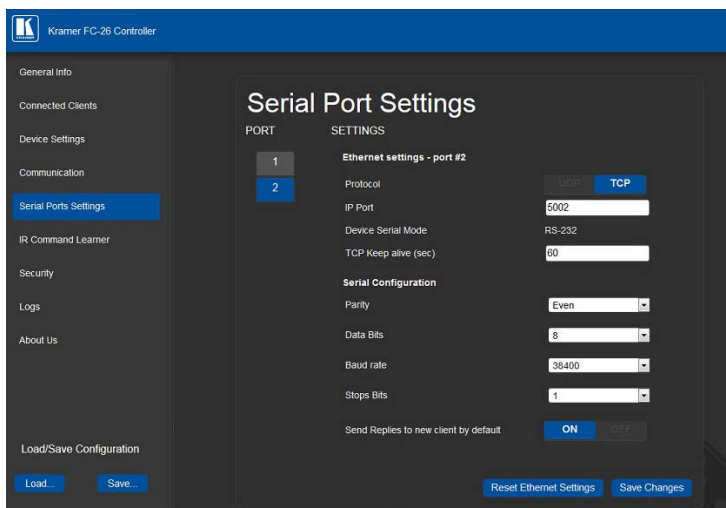 Kramer FC-26 Controller
General Info
Connected Clients
Device Settings
Communication
Serial Ports Settings
IR Command Learner
Security
Logs
About Us
Load/Save Configuration
Load... Save...
Serial Port Settings
PORT SETTINGS
1
2
Ethernet settings - port #2
Protocol UDP TCP
IP Port 5002
Device Serial Mode RS-232
TCP Keep alive (sec) 60
Serial Configuration
Parity Even
Data Bits 8
Baud rate 38400
Stops Bits 1
Send Replies to new client by default ON OFF
Reset Ethernet Settings Save Changes